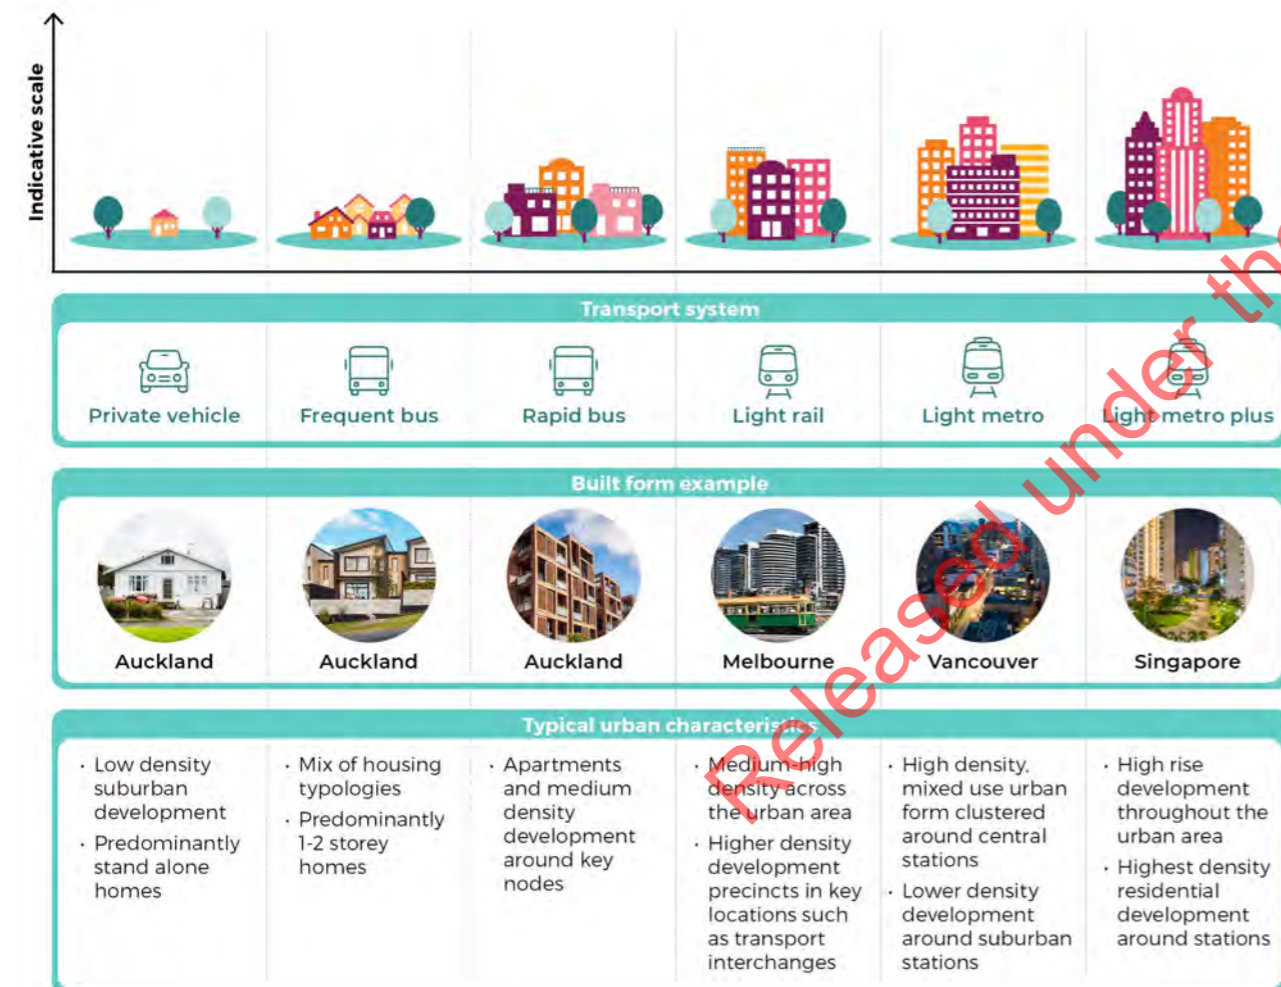 Indicative scale
Transport system
Private vehicle
Frequent bus
Rapid bus
Light rail
Light metro
Light metro plus
Built form example
Auckland
Auckland
Auckland
Melbourne
Vancouver
Singapore
Typical urban characteristics
· Low density
suburban
development
· Predominantly
stand alone
homes
· Mix of housing
typologies
· Predominantly
1-2 storey
homes
· Apartments
and medium
density
development
around key
nodes
· Medium-high
density across
the urban area
· Higher density
development
precincts in key
locations such
as transport
interchanges
· High density,
mixed use urban
form clustered
around central
stations
· Lower density
development
around suburban
stations
· High rise
development
throughout the
urban area
· Highest density
residential
development
around stations
Released under the